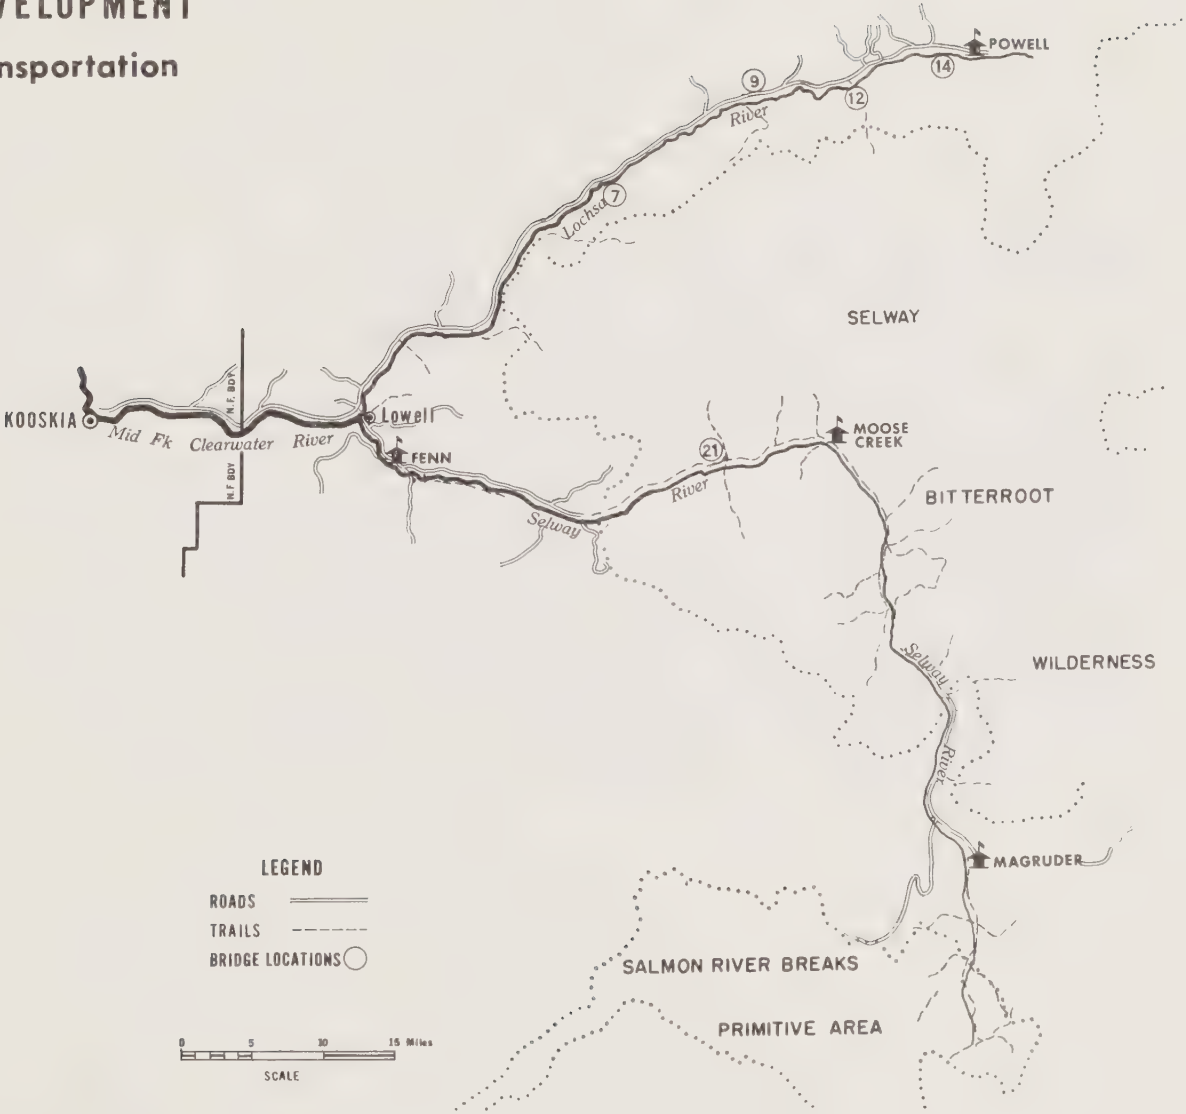 VELOPMENT
nsportation
POWELL
14
9
12
River
7
Lochsa
SELWAY
N.F. BDY
KOOSKIA
Lowell
Mid Fk Clearwater River
FENN
N.F BDY
21
MOOSE
CREEK
River
BITTERROOT
Selway
Selway
WILDERNESS
River
MAGRUDER
LEGEND
ROADS
TRAILS
BRIDGE LOCATIONS
SALMON RIVER BREAKS
PRIMITIVE AREA
0 5 10 15 Miles
SCALE